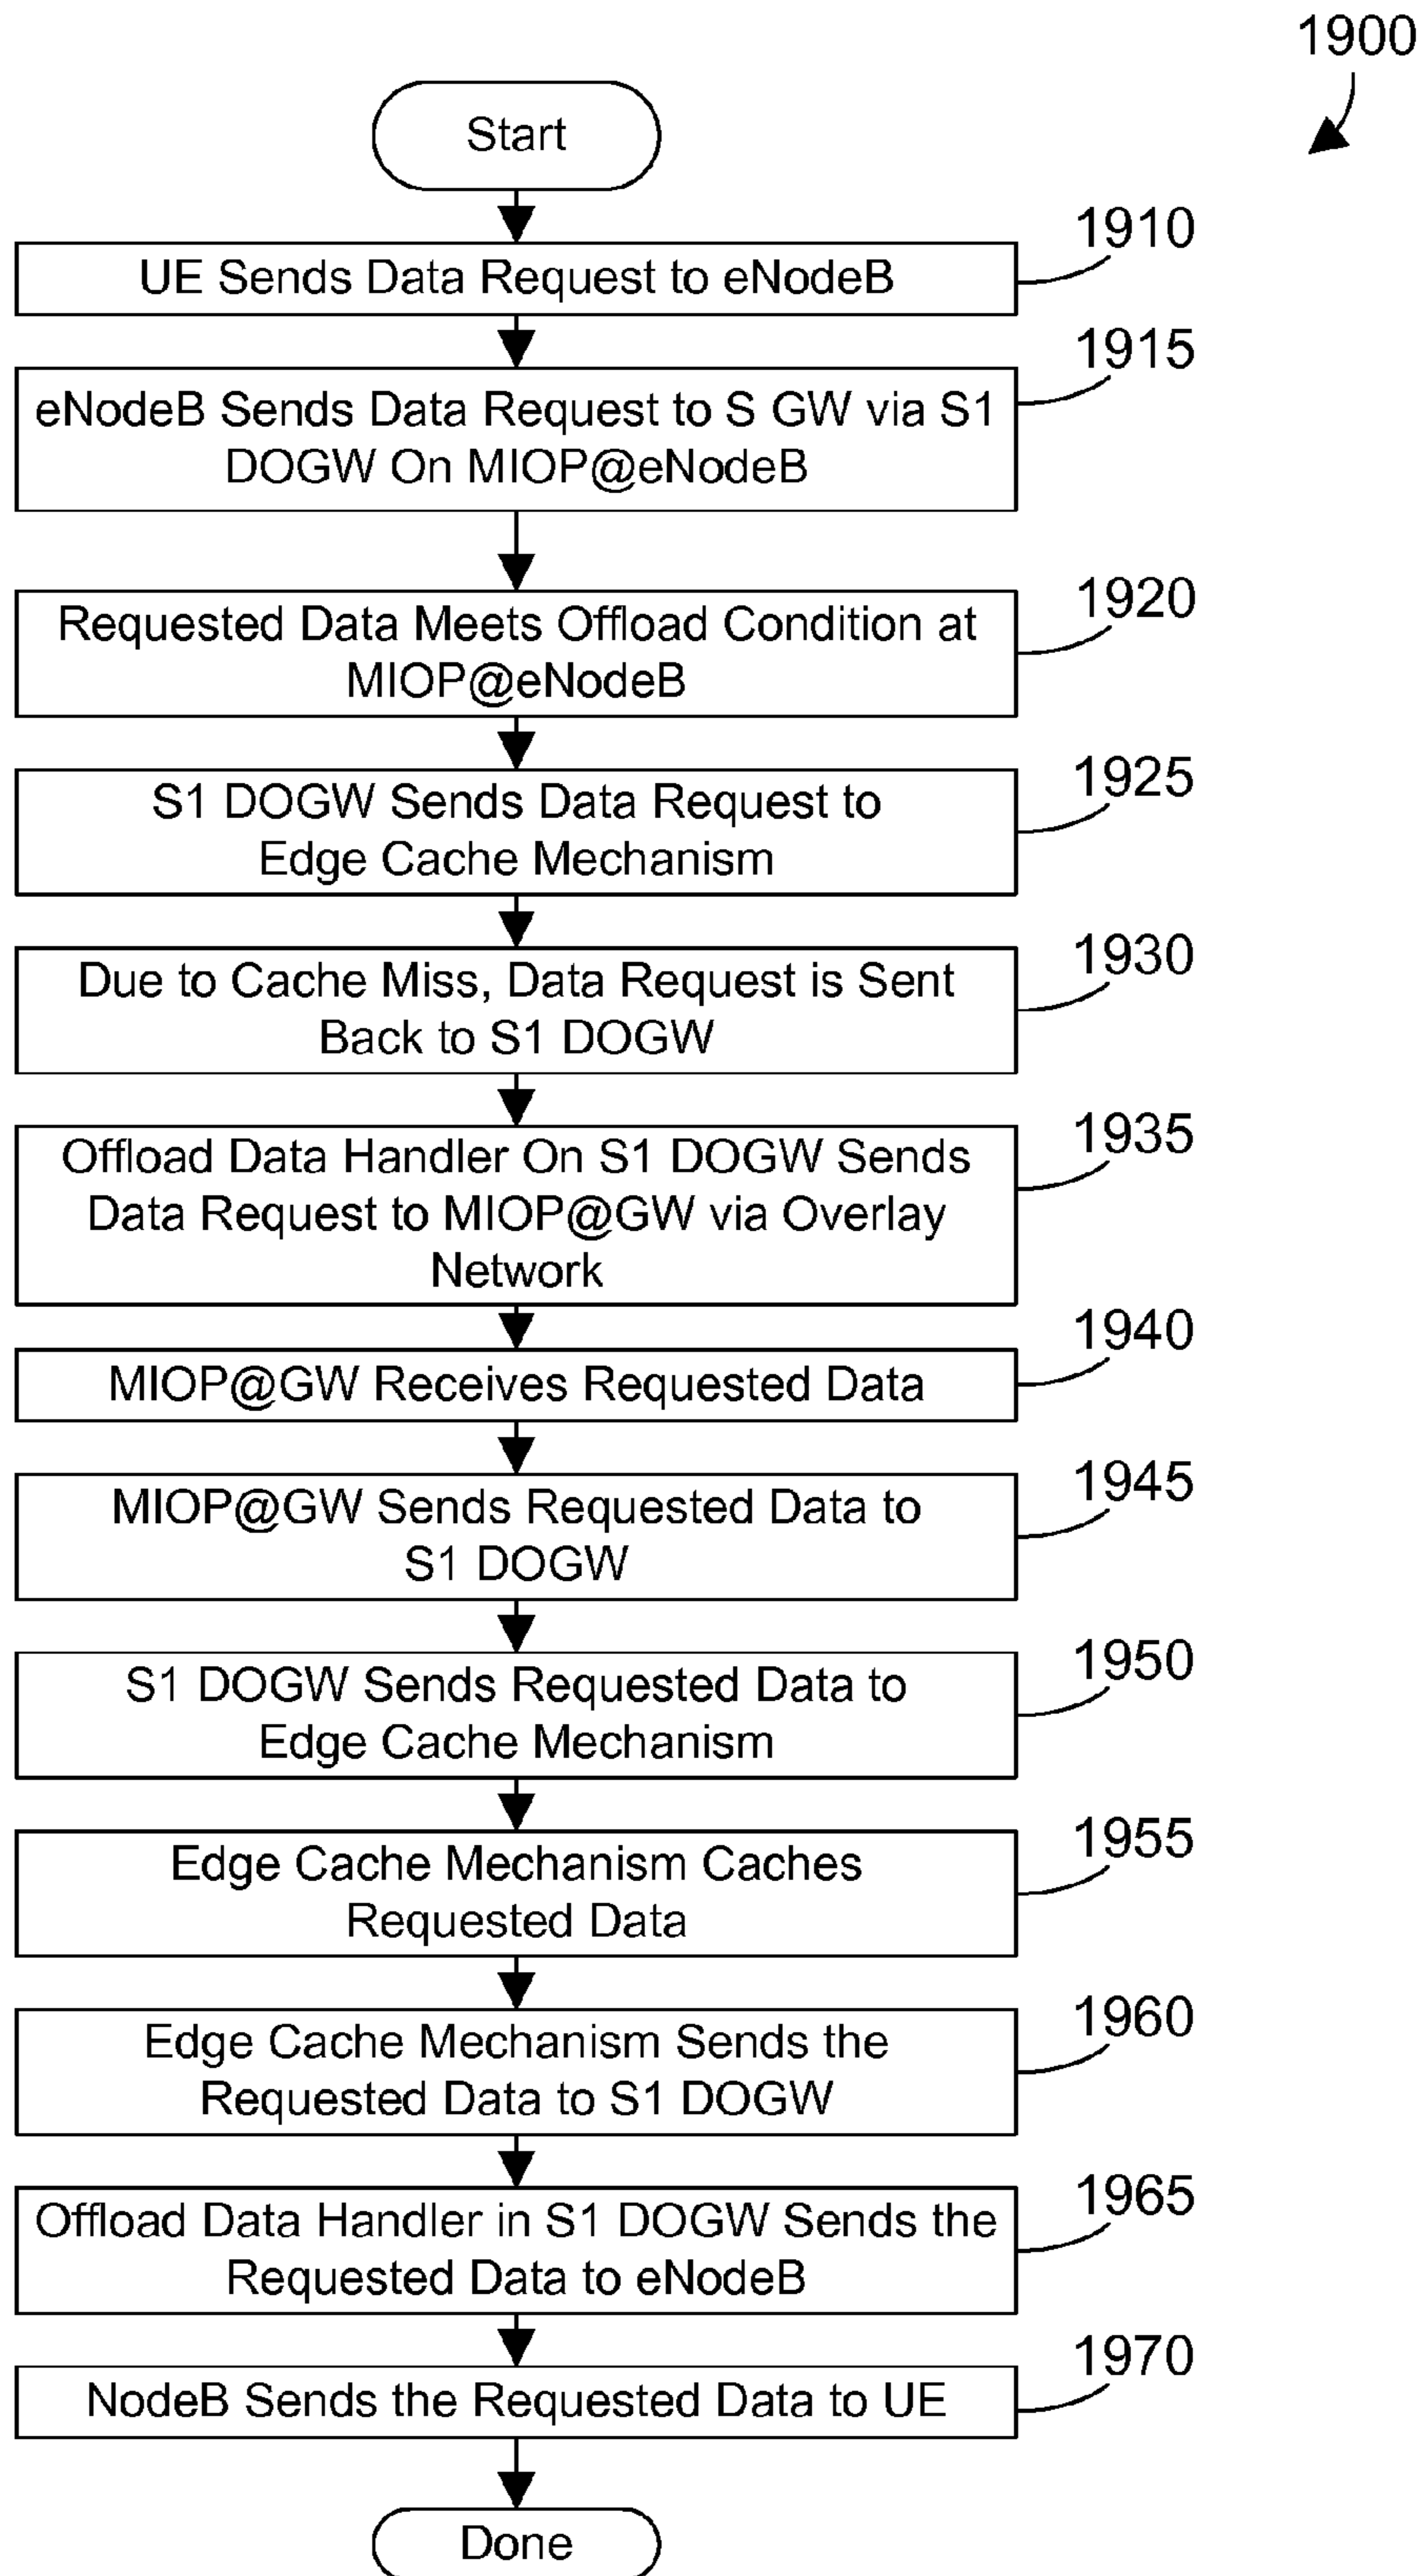 1900
Start
UE Sends Data Request to eNodeB
1910
eNodeB Sends Data Request to S GW via S1
DOGW On MIOP@eNodeB
1915
Requested Data Meets Offload Condition at
MIOP@eNodeB
1920
S1 DOGW Sends Data Request to
Edge Cache Mechanism
1925
Due to Cache Miss, Data Request is Sent
Back to S1 DOGW
1930
Offload Data Handler On S1 DOGW Sends
Data Request to MIOP@GW via Overlay
Network
1935
MIOP@GW Receives Requested Data
1940
MIOP@GW Sends Requested Data to
S1 DOGW
1945
S1 DOGW Sends Requested Data to
Edge Cache Mechanism
1950
Edge Cache Mechanism Caches
Requested Data
1955
Edge Cache Mechanism Sends the
Requested Data to S1 DOGW
1960
Offload Data Handler in S1 DOGW Sends the
Requested Data to eNodeB
1965
NodeB Sends the Requested Data to UE
1970
Done